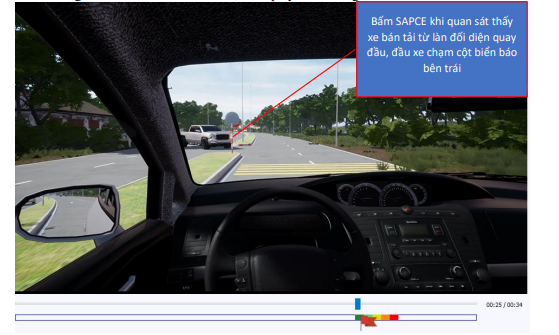 Bấm SAPCE khi quan sát thấy
xe bán tải từ làn đối diện quay
đầu, đầu xe chạm cột biển báo
bên trái
00:25 / 00:34